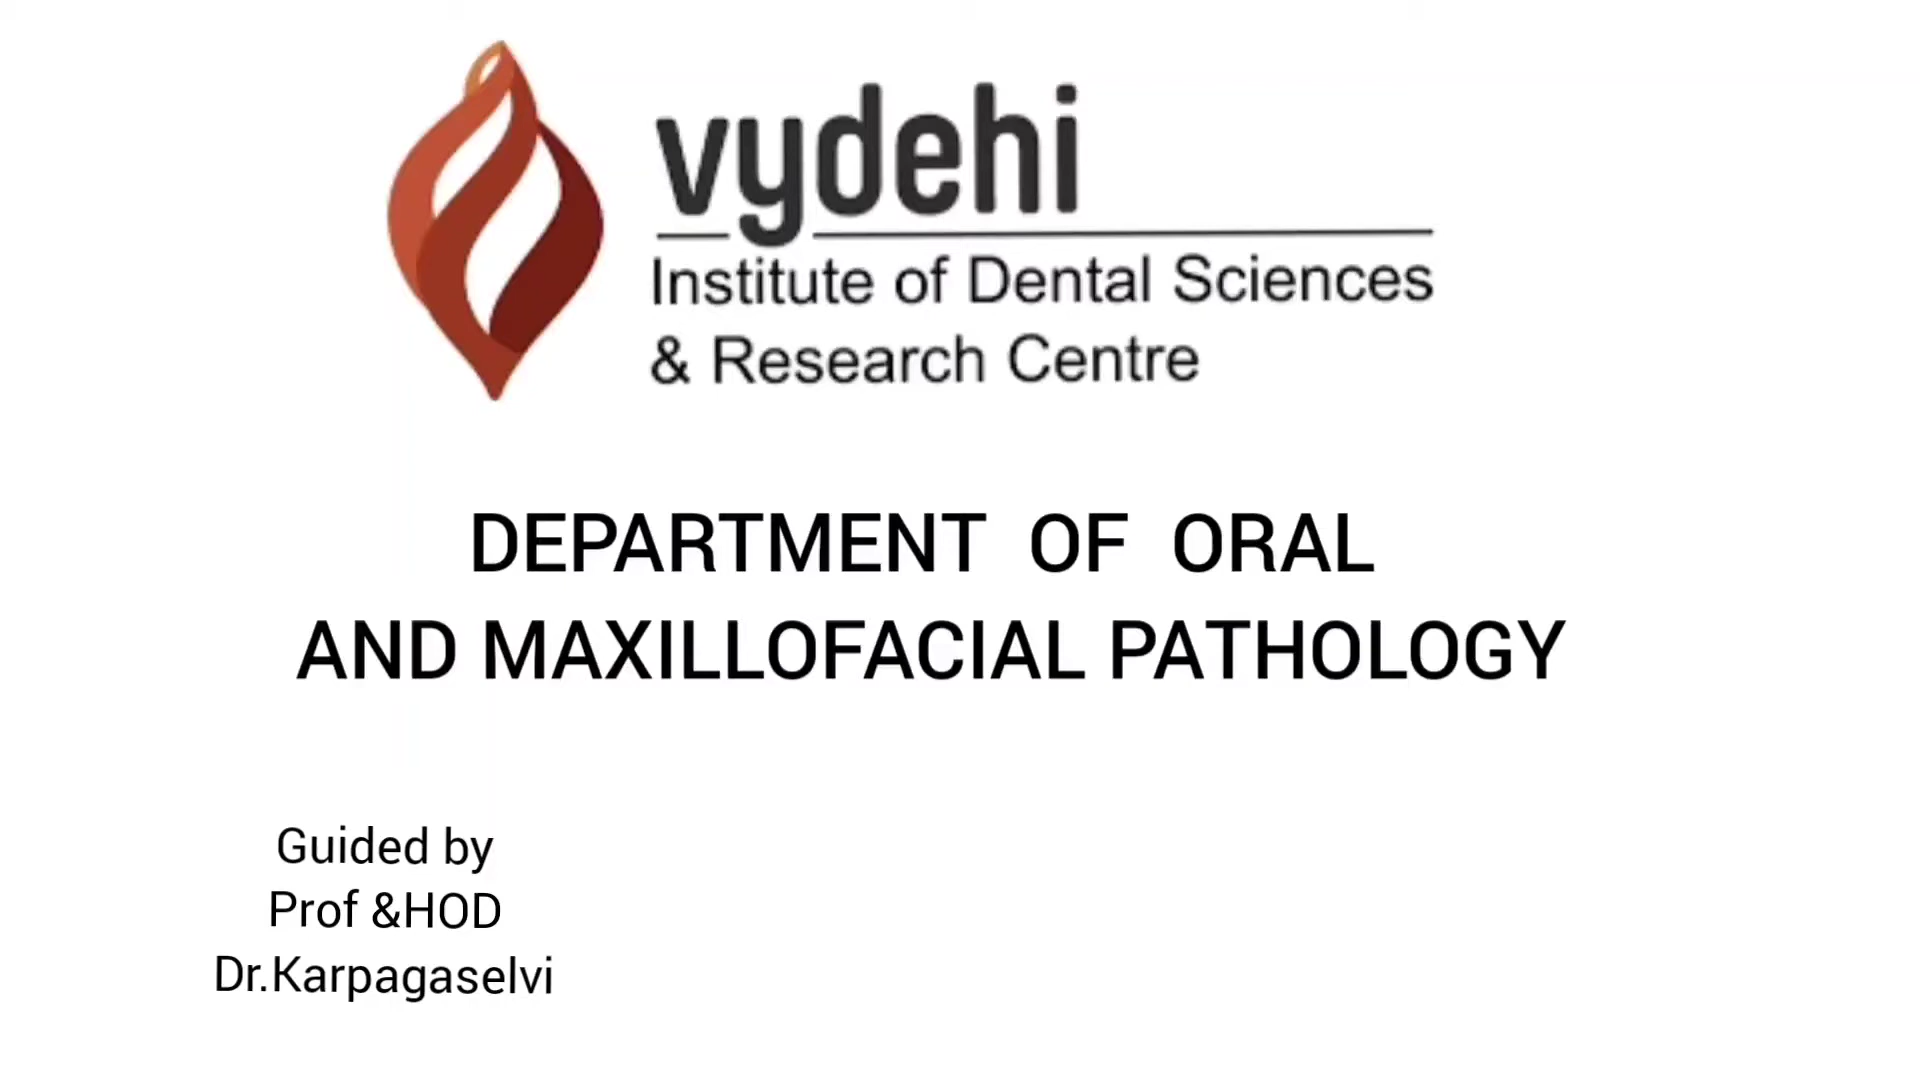 vydehi
Institute of Dental Sciences
& Research Centre
DEPARTMENT OF ORAL
AND MAXILLOFACIAL PATHOLOGY
Guided by
Prof &HOD
Dr.Karpagaselvi